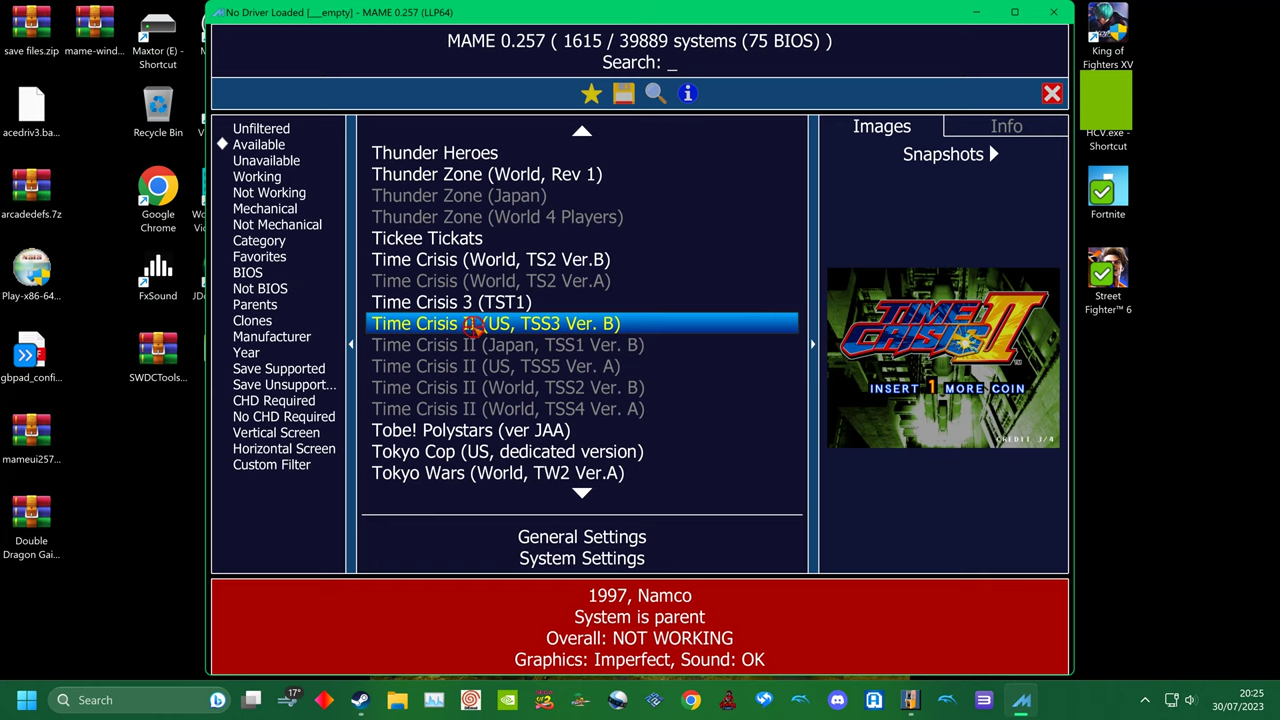 No Driver Loaded [___empty] - MAME 0.257 (LLP64)
MAME 0.257 ( 1615 / 39889 systems (75 BIOS) )
Search: _
Unfiltered
Available
Unavailable
Working
Not Working
Mechanical
Not Mechanical
Category
Favorites
BIOS
Not BIOS
Parents
Clones
Manufacturer
Year
Save Supported
Save Unsupport...
CHD Required
No CHD Required
Vertical Screen
Horizontal Screen
Custom Filter
Thunder Heroes
Thunder Zone (World, Rev 1)
Thunder Zone (Japan)
Thunder Zone (World 4 Players)
Tickee Tickats
Time Crisis (World, TS2 Ver.B)
Time Crisis (World, TS2 Ver.A)
Time Crisis 3 (TST1)
Time Crisis II (US, TSS3 Ver. B)
Time Crisis II (Japan, TSS1 Ver. B)
Time Crisis II (US, TSS5 Ver. A)
Time Crisis II (World, TSS2 Ver. B)
Time Crisis II (World, TSS4 Ver. A)
Tobe! Polystars (ver JAA)
Tokyo Cop (US, dedicated version)
Tokyo Wars (World, TW2 Ver.A)
General Settings
System Settings
Images
Info
Snapshots
TIME CRISIS II
INSERT 1 MORE COIN
CREDIT 3/4
1997, Namco
System is parent
Overall: NOT WORKING
Graphics: Imperfect, Sound: OK
save files.zip
mame-wind...
Maxtor (E) -
Shortcut
acedriv3.ba...
Recycle Bin
arcadedefs.7z
Google
Chrome
Play-x86-64...
FxSound
gbpad_confi...
SWDCTools...
mameui257...
Double
Dragon Gai...
King of
Fighters XV
HCV.exe -
Shortcut
Fortnite
Street
Fighter™ 6
Search
17°
20:25
30/07/2023